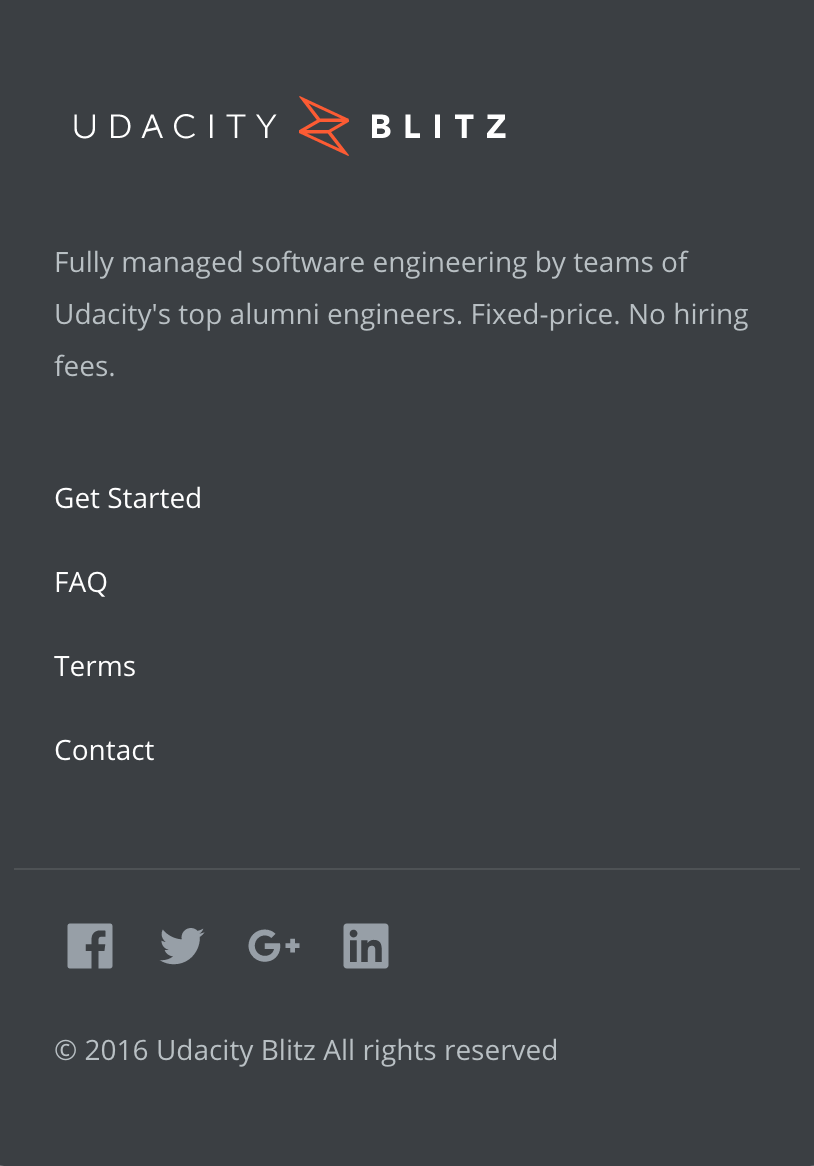 UDACITY BLITZ
Fully managed software engineering by teams of
Udacity's top alumni engineers. Fixed-price. No hiring
fees.
Get Started
FAQ
Terms
Contact
f G+ in
© 2016 Udacity Blitz All rights reserved